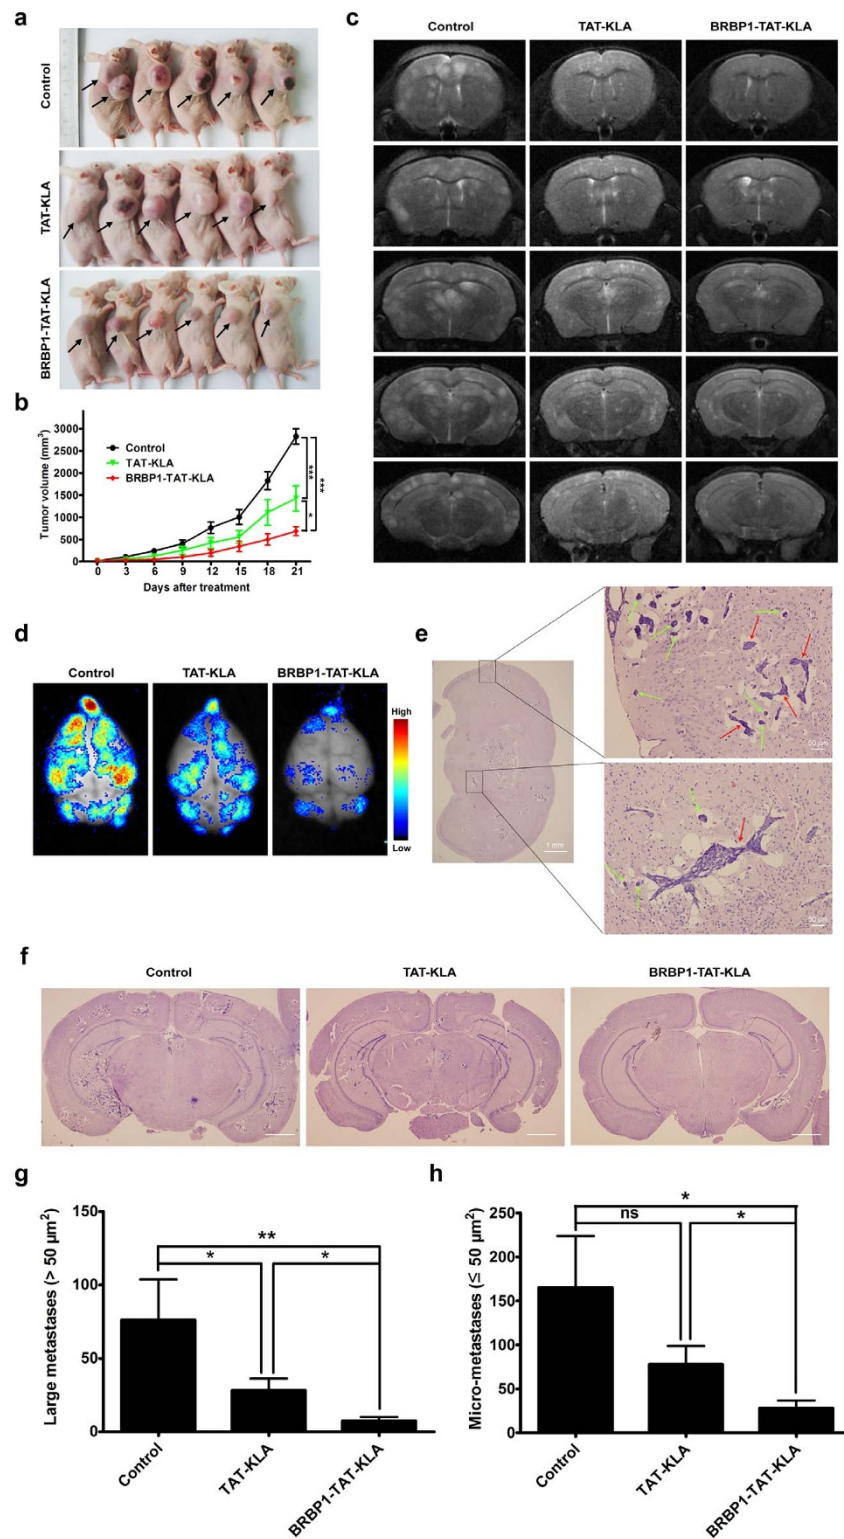 a
Control
TAT-KLA
BRBP1-TAT-KLA
b
Tumor volume (mm³)
3000
2500
2000
1500
1000
500
0
Control
TAT-KLA
BRBP1-TAT-KLA
***
*
***
0 3 6 9 12 15 18 21
Days after treatment
c
Control TAT-KLA BRBP1-TAT-KLA
d
Control TAT-KLA BRBP1-TAT-KLA
High
Low
e
1 mm
50 µm
50 µm
f
Control TAT-KLA BRBP1-TAT-KLA
g
Large metastases (> 50 µm²)
150
100
50
0
**
* *
Control TAT-KLA BRBP1-TAT-KLA
h
Micro-metastases (≤ 50 µm²)
250
200
150
100
50
0
*
ns *
Control TAT-KLA BRBP1-TAT-KLA